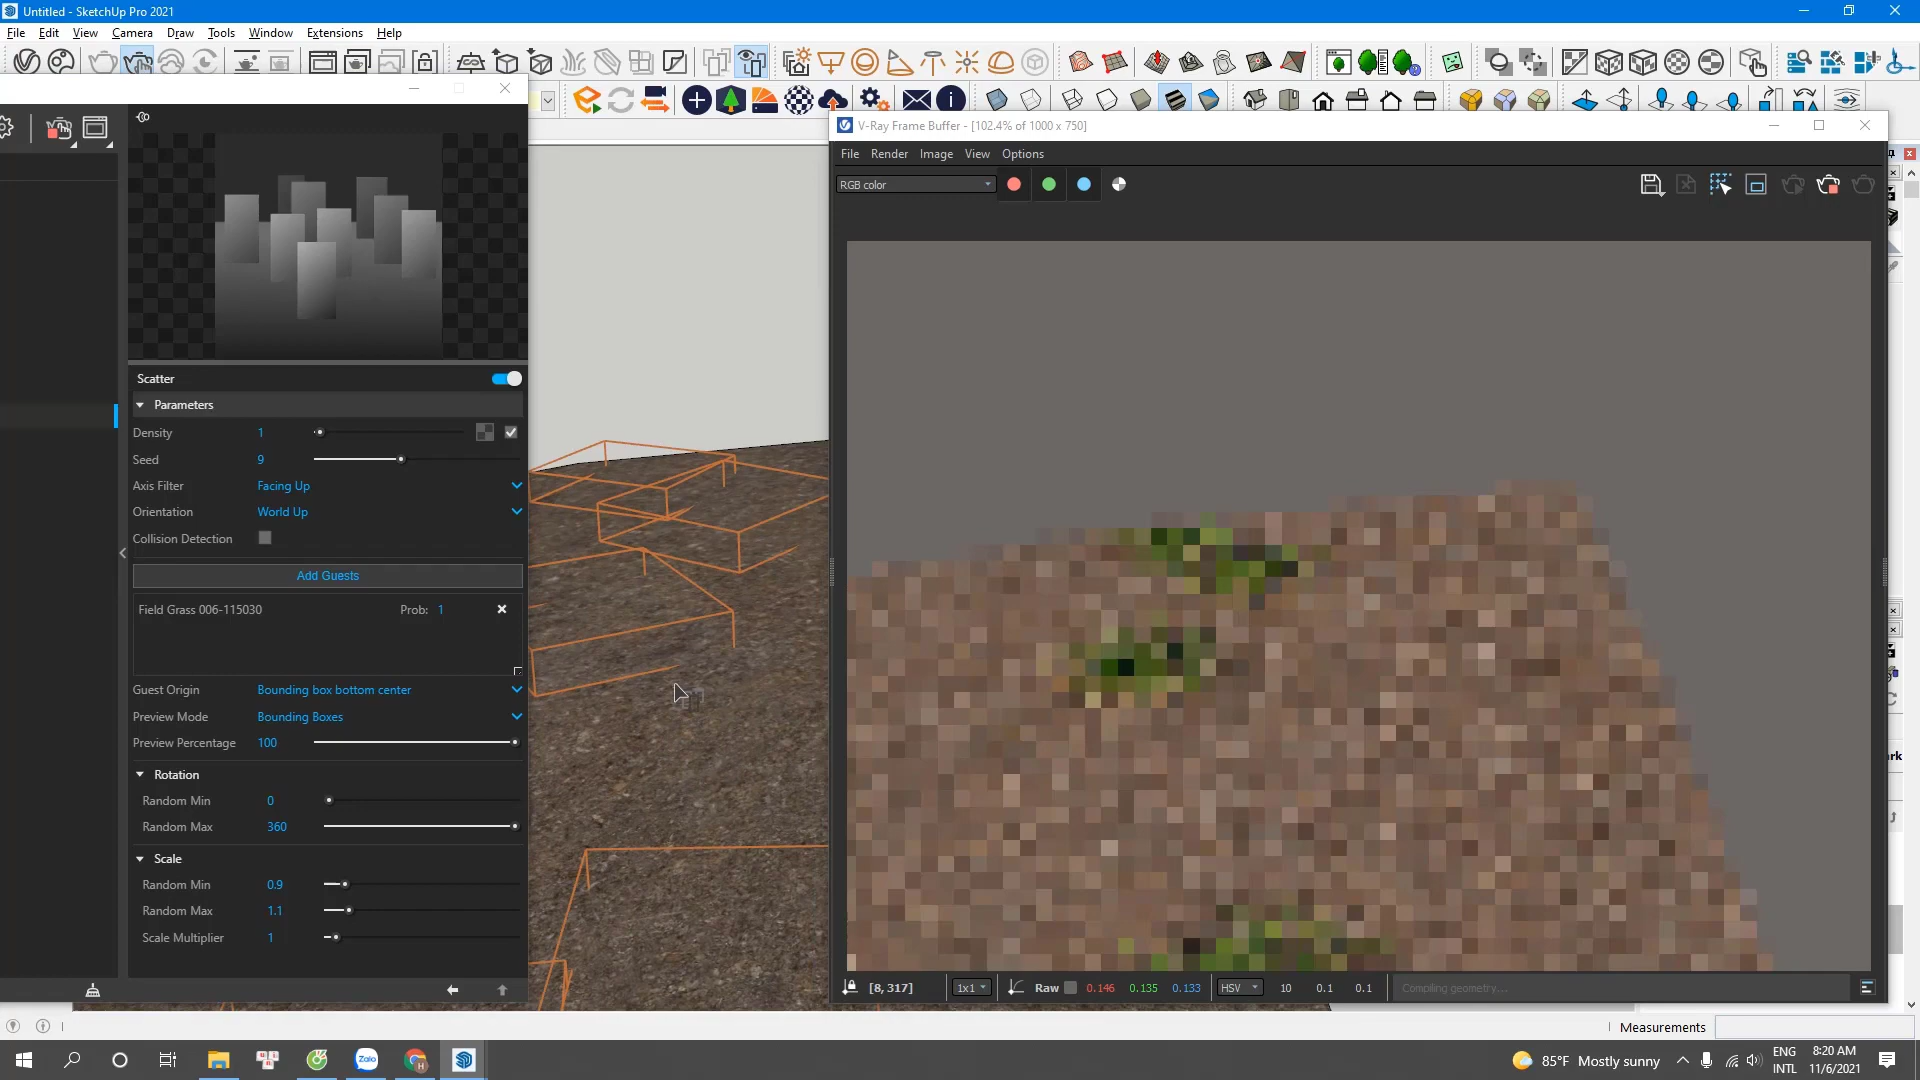 Untitled - SketchUp Pro 2021
File Edit View Camera Draw Tools Window Extensions Help
V-Ray Frame Buffer - [102.4% of 1000 x 750]
File Render Image View Options
RGB color
Scatter
Parameters
Density 1
Seed 9
Axis Filter Facing Up
Orientation World Up
Collision Detection
Add Guests
Field Grass 006-115030 Prob: 1
Guest Origin Bounding box bottom center
Preview Mode Bounding Boxes
Preview Percentage 100
Rotation
Random Min 0
Random Max 360
Scale
Random Min 0.9
Random Max 1.1
Scale Multiplier 1
[8, 317] 1x1 Raw 0.146 0.135 0.133 HSV 10 0.1 0.1 Compiling geometry...
Measurements
Zalo
85°F Mostly sunny
ENG
INTL
8:20 AM
11/6/2021